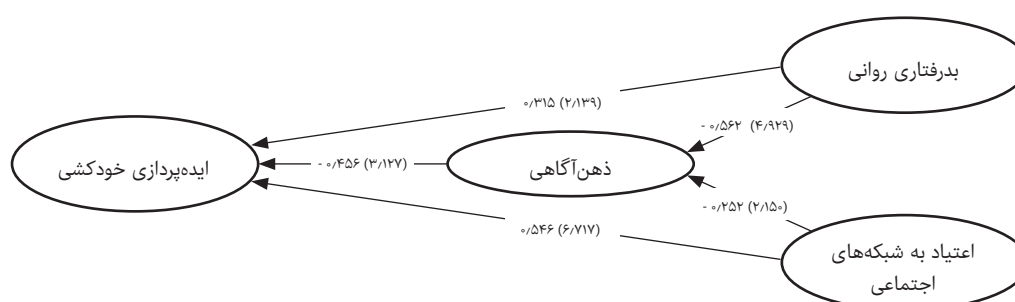 بدرفتاری روانی
۰/۳۱۵ (۲/۱۳۹)
- ۰/۵۶۲ (۴/۹۲۹)
ایده‌پردازی خودکشی
- ۰/۴۵۶ (۳/۱۲۷)
ذهن‌آگاهی
- ۰/۲۵۲ (۲/۱۵۰)
۰/۵۴۶ (۶/۷۱۷)
اعتیاد به شبکه‌های
اجتماعی